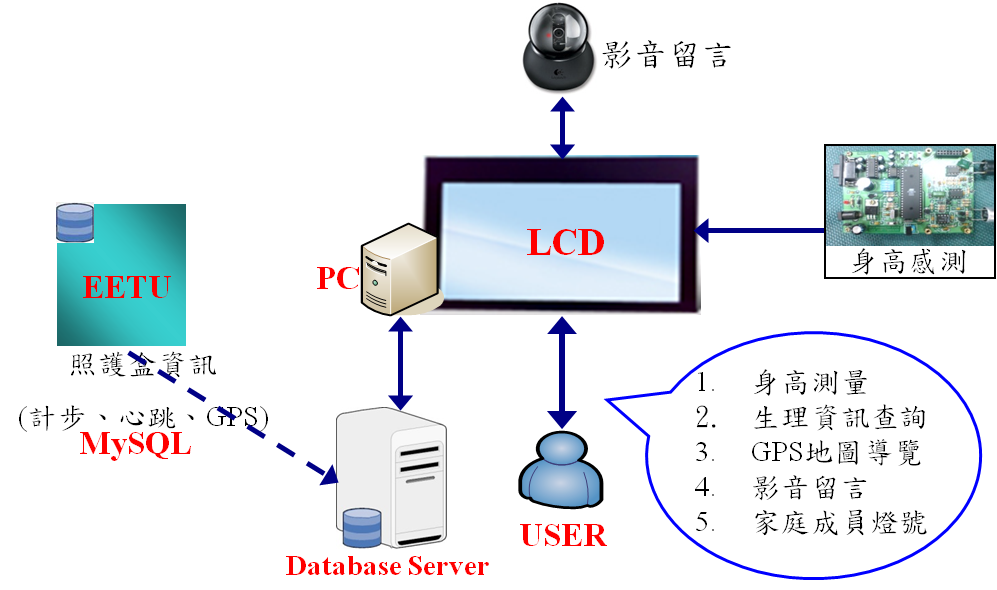 影音留言
LCD
身高感測
PC
EETU
照護盒資訊
(計步、心跳、GPS)
MySQL
1. 身高測量
2. 生理資訊查詢
3. GPS地圖導覽
4. 影音留言
5. 家庭成員燈號
USER
Database Server